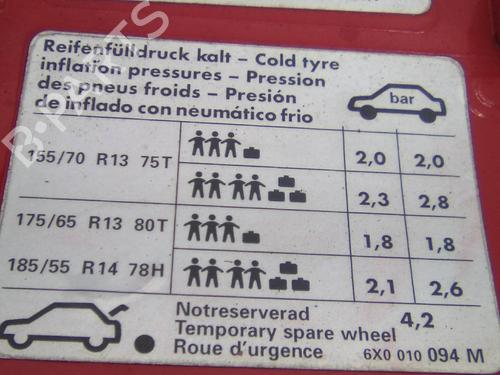 Reifenfülldruck kalt – Cold tyre
inflation pressures – Pression
des pneus froids – Presión
de inflado con neumático frio
bar
155/70 R13 75T 2,0 2,0
2,3 2,8
175/65 R13 80T 1,8 1,8
185/55 R14 78H 2,1 2,6
Notreserverad 4,2
Temporary spare wheel
Roue d'urgence 6X0 010 094 M
B-PARTS